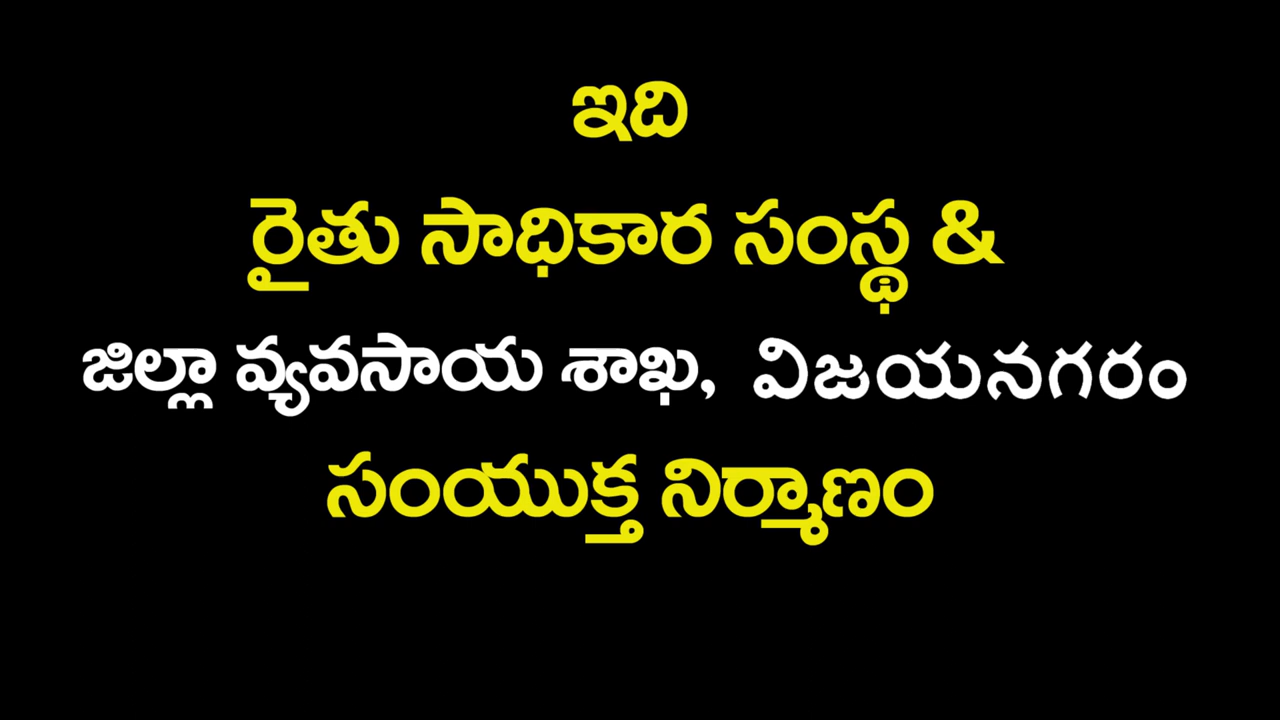 ఇది
రైతు సాధికార సంస్థ &
జిల్లా వ్యవసాయ శాఖ, విజయనగరం
సంయుక్త నిర్మాణం